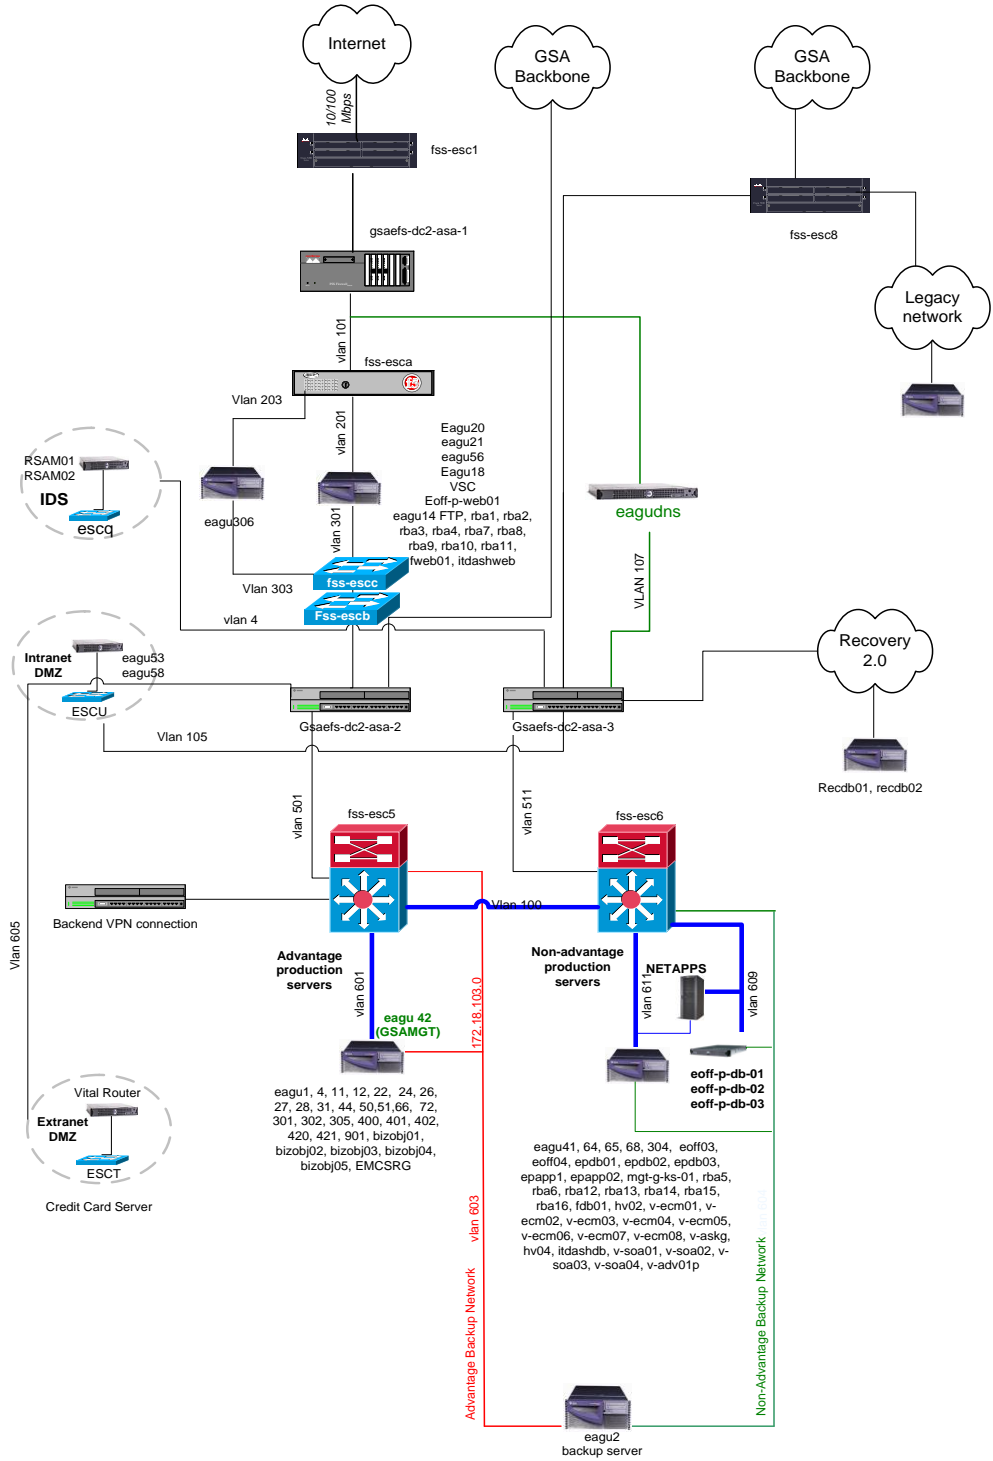 Internet
GSA
Backbone
GSA
Backbone
10/100
Mbps
fss-esc1
gsaefs-dc2-asa-1
fss-esc8
Legacy
network
vlan 101
fss-esca
Vlan 203
vlan 201
Eagu20
eagu21
eagu56
Eagu18
VSC
Eoff-p-web01
eagu14 FTP, rba1, rba2,
rba3, rba4, rba7, rba8,
rba9, rba10, rba11,
fweb01, itdashweb
RSAM01
RSAM02
IDS
escq
eagu306
vlan 301
eagudns
Vlan 303
fss-escc
Fss-escb
VLAN 107
vlan 4
Intranet
DMZ
eagu53
eagu58
ESCU
Recovery
2.0
Gsaefs-dc2-asa-2
Gsaefs-dc2-asa-3
Vlan 105
Recdb01, recdb02
vlan 501
vlan 511
fss-esc5
fss-esc6
Backend VPN connection
Vlan 100
Vlan 605
Advantage
production
servers
vlan 601
172.18.103.0
Non-advantage
production
servers
vlan 611
NETAPPS
vlan 609
eagu 42
(GSAMGT)
eoff-p-db-01
eoff-p-db-02
eoff-p-db-03
eagu1, 4, 11, 12, 22, 24, 26,
27, 28, 31, 44, 50,51,66, 72,
301, 302, 305, 400, 401, 402,
420, 421, 901, bizobj01,
bizobj02, bizobj03, bizobj04,
bizobj05, EMCSRG
Vital Router
Extranet
DMZ
ESCT
Credit Card Server
eagu41, 64, 65, 68, 304, eoff03,
eoff04, epdb01, epdb02, epdb03,
epapp1, epapp02, mgt-g-ks-01, rba5,
rba6, rba12, rba13, rba14, rba15,
rba16, fdb01, hv02, v-ecm01, v-
ecm02, v-ecm03, v-ecm04, v-ecm05,
v-ecm06, v-ecm07, v-ecm08, v-askg,
hv04, itdashdb, v-soa01, v-soa02, v-
soa03, v-soa04, v-adv01p
vlan 603
Advantage Backup Network
Non-Advantage Backup Network
eagu2
backup server